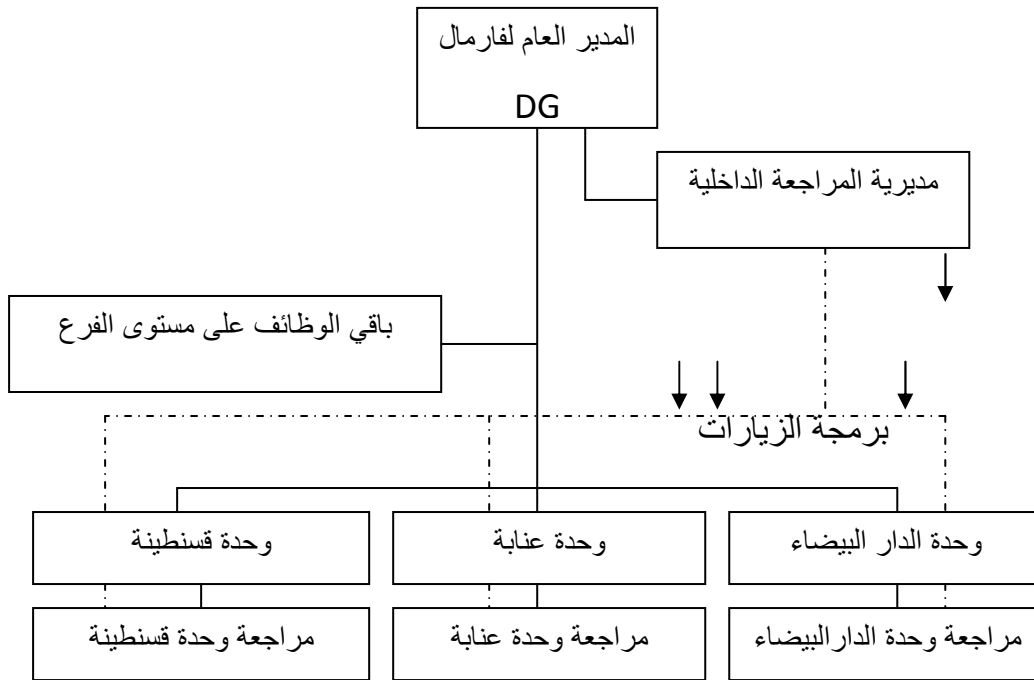 المدير العام لفارمال
DG
مديرية المراجعة الداخلية
باقي الوظائف على مستوى الفرع
برمجة الزيارات
وحدة الدار البيضاء
وحدة عنابة
وحدة قسنطينة
مراجعة وحدة الدارالبيضاء
مراجعة وحدة عنابة
مراجعة وحدة قسنطينة